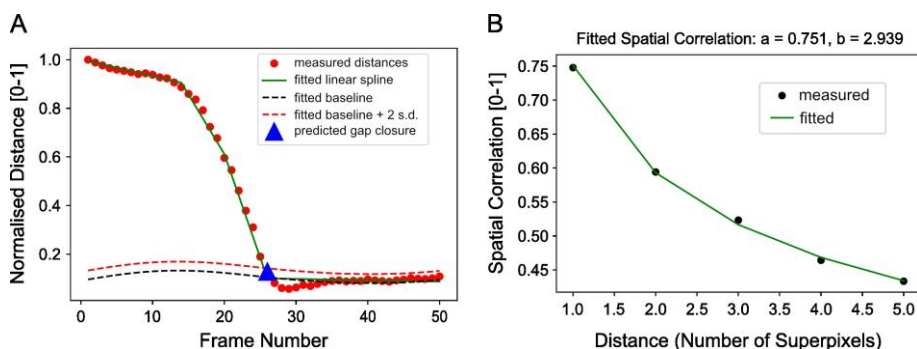 A
Normalised Distance [0-1]
1.0
0.8
0.6
0.4
0.2
measured distances
fitted linear spline
fitted baseline
fitted baseline + 2 s.d.
predicted gap closure
0 10 20 30 40 50
Frame Number
B
Fitted Spatial Correlation: a = 0.751, b = 2.939
Spatial Correlation [0-1]
0.75
0.70
0.65
0.60
0.55
0.50
0.45
measured
fitted
1.0 1.5 2.0 2.5 3.0 3.5 4.0 4.5 5.0
Distance (Number of Superpixels)